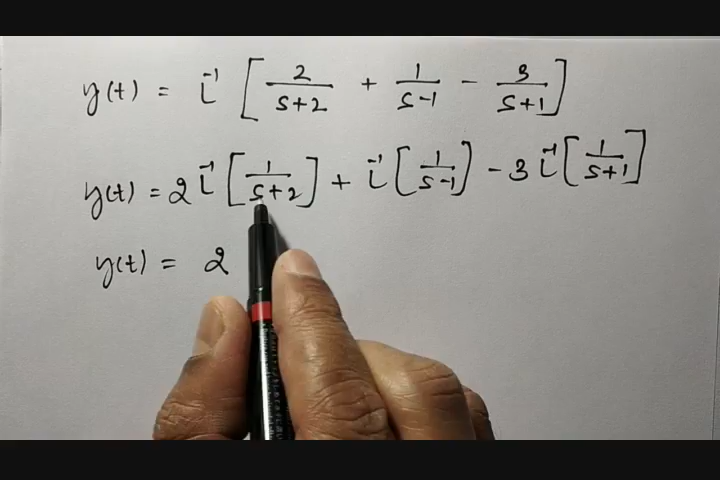 y(t) = L⁻¹ [ 2/(s+2) + 1/(s-1) - 3/(s+1) ]
y(t) = 2 L⁻¹ [ 1/(s+2) ] + L⁻¹ [ 1/(s-1) ] - 3 L⁻¹ [ 1/(s+1) ]
y(t) = 2